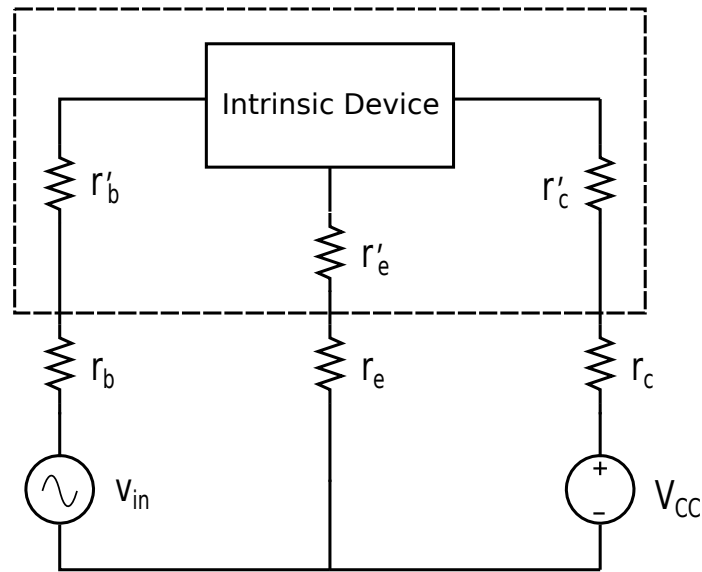 Intrinsic Device
r′b
r′c
r′e
rb
re
rc
vin
+
−
VCC